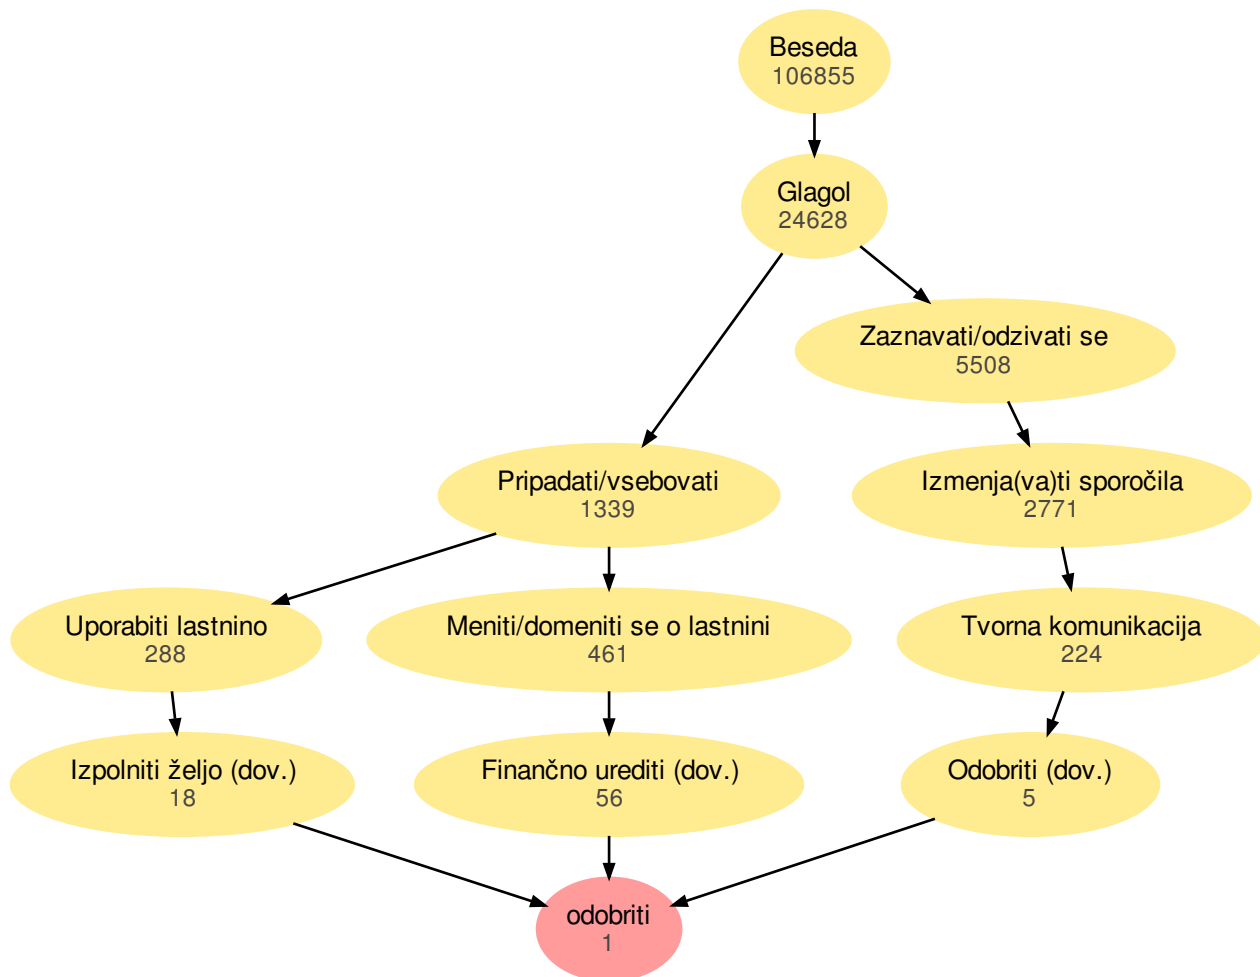 Beseda
106855
Glagol
24628
Zaznavati/odzivati se
5508
Pripadati/vsebovati
1339
Izmenja(va)ti sporočila
2771
Uporabiti lastnino
288
Meniti/domeniti se o lastnini
461
Tvorna komunikacija
224
Izpolniti željo (dov.)
18
Finančno urediti (dov.)
56
Odobriti (dov.)
5
odobriti
1